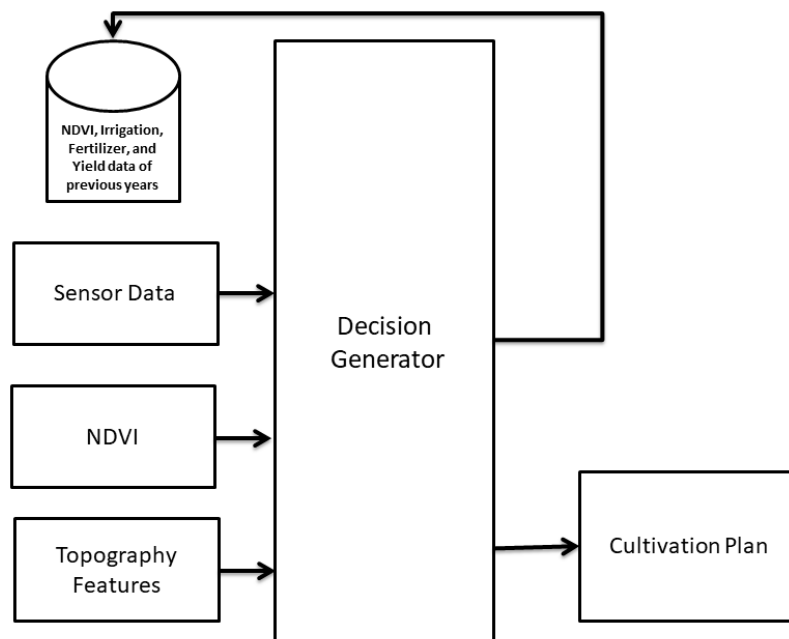 NDVI, Irrigation,
Fertilizer, and
Yield data of
previous years
Sensor Data
NDVI
Topography
Features
Decision
Generator
Cultivation Plan